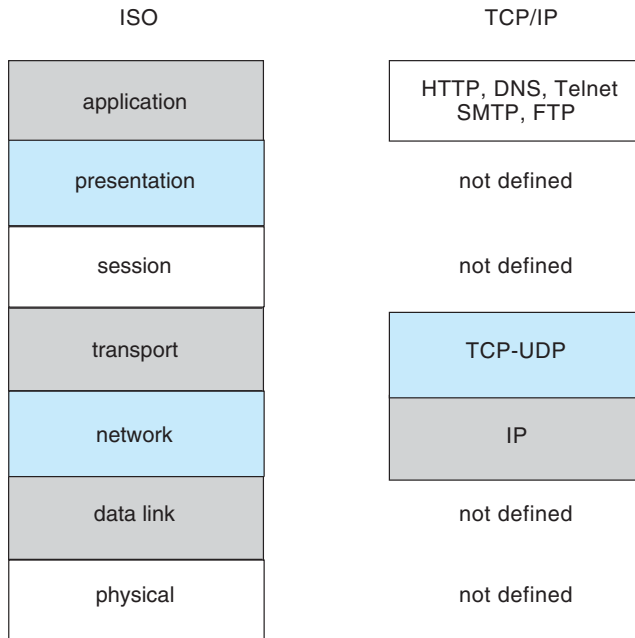 ISO
TCP/IP
application
HTTP, DNS, Telnet
SMTP, FTP
presentation
not defined
session
not defined
transport
TCP-UDP
network
IP
data link
not defined
physical
not defined